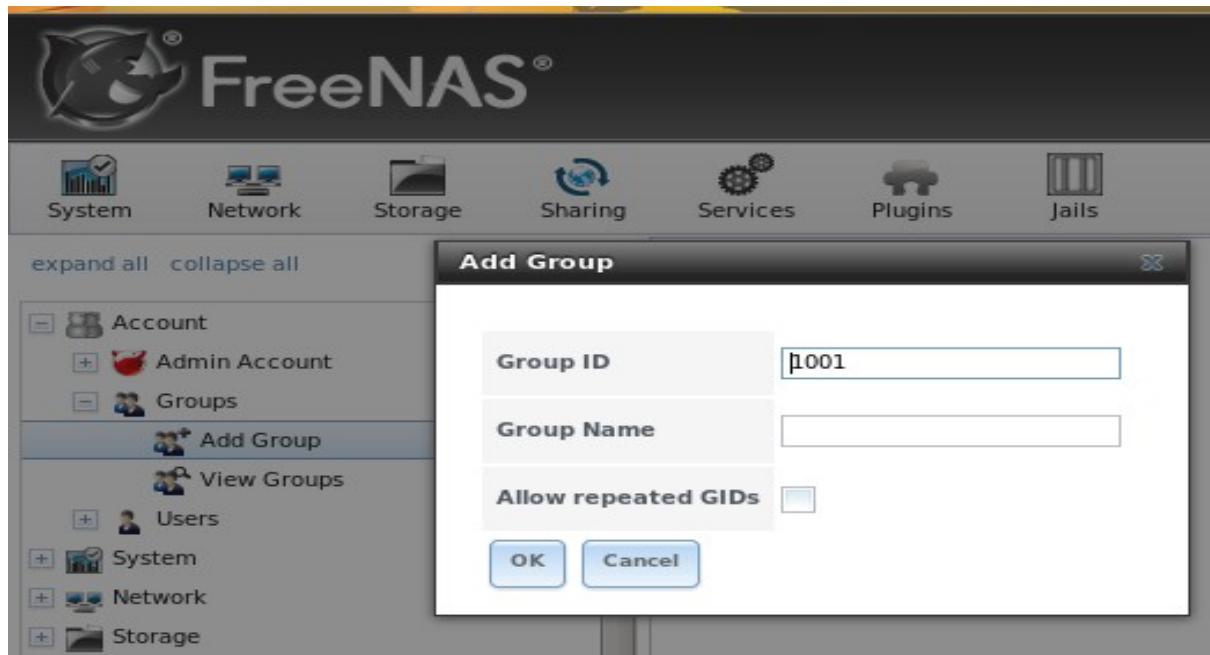 FreeNAS®
System Network Storage Sharing Services Plugins Jails
expand all collapse all
Account
Admin Account
Groups
Add Group
View Groups
Users
System
Network
Storage
Add Group
Group ID 1001
Group Name
Allow repeated GIDs
OK Cancel